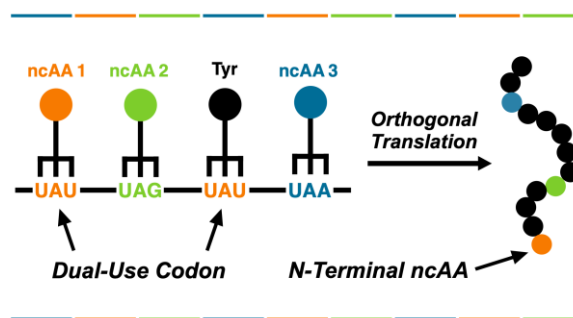 ncAA 1 ncAA 2 Tyr ncAA 3
Orthogonal
Translation
UAU UAG UAU UAA
Dual-Use Codon N-Terminal ncAA